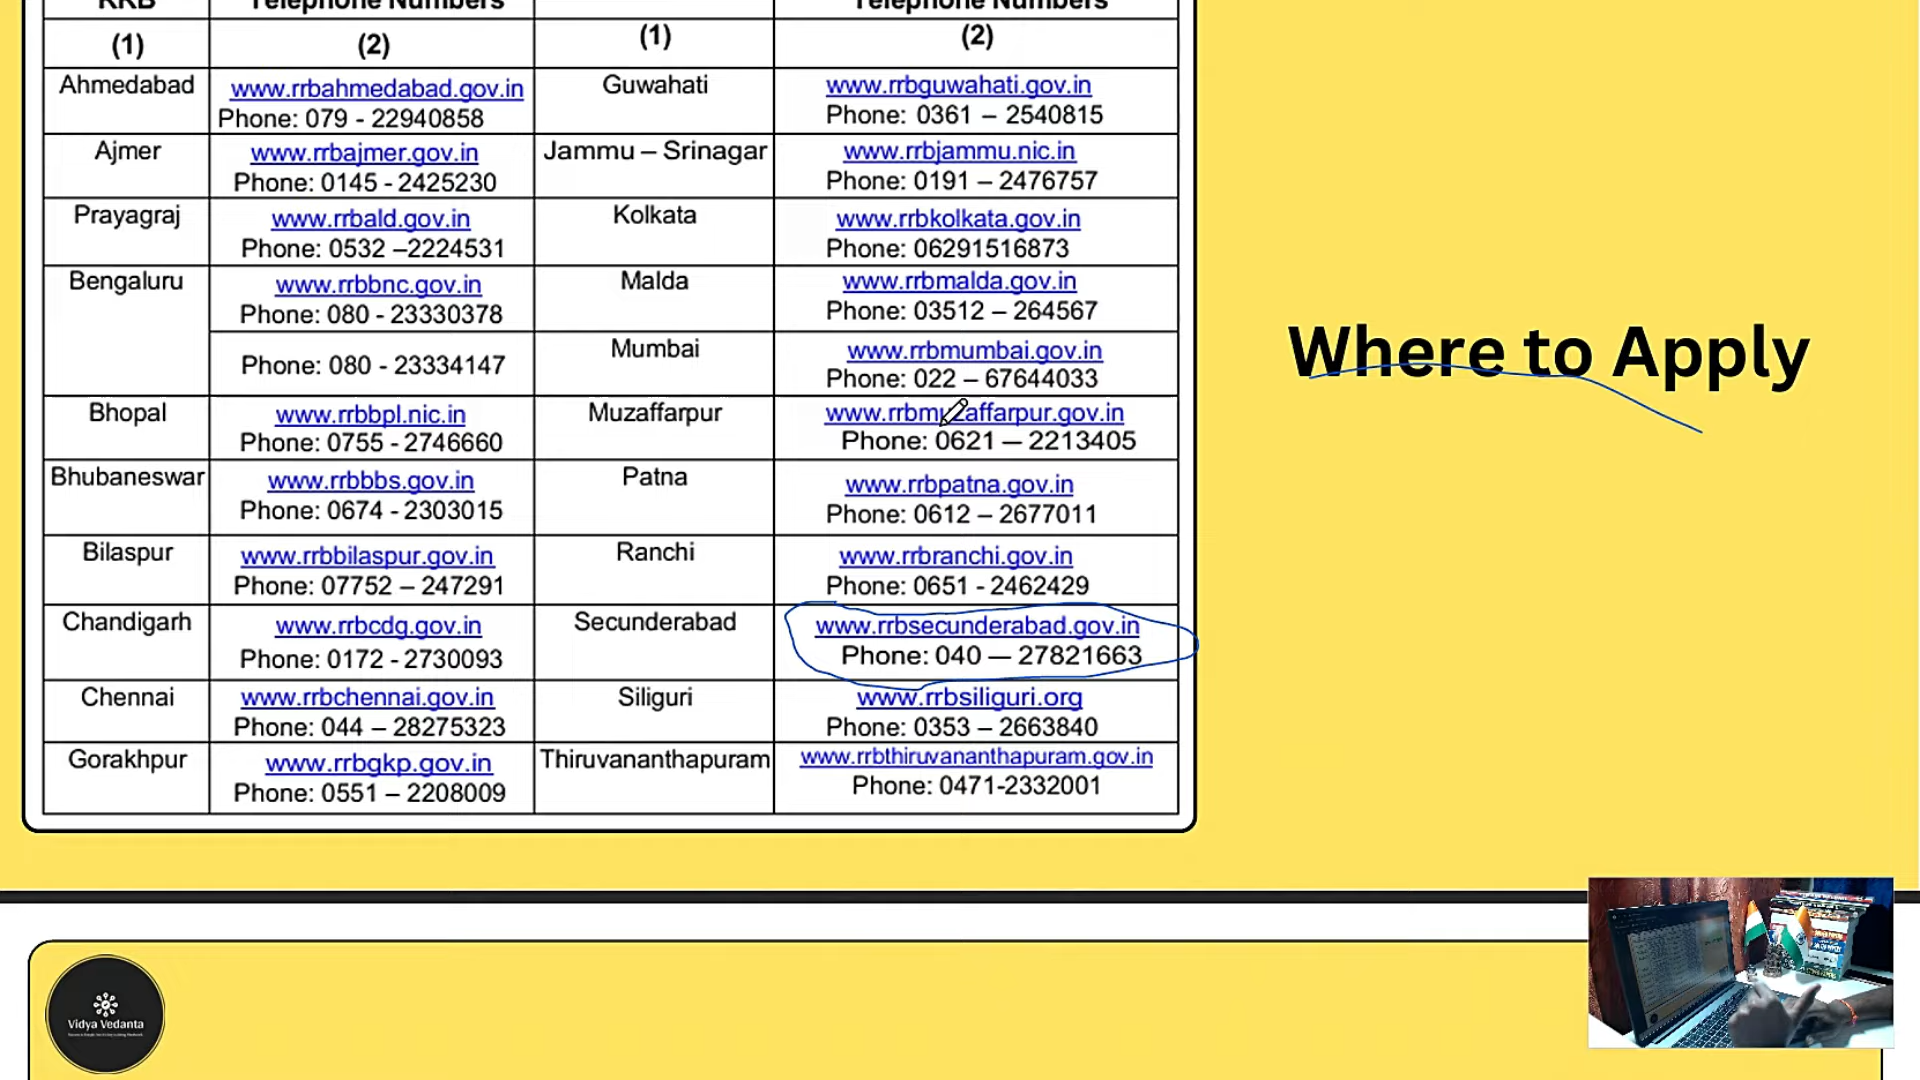 RRB
Telephone Numbers
Telephone Numbers
(1)
(2)
(1)
(2)
Ahmedabad
www.rrbahmedabad.gov.in
Phone: 079 - 22940858
Guwahati
www.rrbguwahati.gov.in
Phone: 0361 – 2540815
Ajmer
www.rrbajmer.gov.in
Phone: 0145 - 2425230
Jammu – Srinagar
www.rrbjammu.nic.in
Phone: 0191 – 2476757
Prayagraj
www.rrbald.gov.in
Phone: 0532 –2224531
Kolkata
www.rrbkolkata.gov.in
Phone: 06291516873
Bengaluru
www.rrbbnc.gov.in
Phone: 080 - 23330378
Malda
www.rrbmalda.gov.in
Phone: 03512 – 264567
Phone: 080 - 23334147
Mumbai
www.rrbmumbai.gov.in
Phone: 022 – 67644033
Bhopal
www.rrbbpl.nic.in
Phone: 0755 - 2746660
Muzaffarpur
www.rrbmuzaffarpur.gov.in
Phone: 0621 — 2213405
Bhubaneswar
www.rrbbbs.gov.in
Phone: 0674 - 2303015
Patna
www.rrbpatna.gov.in
Phone: 0612 – 2677011
Bilaspur
www.rrbbilaspur.gov.in
Phone: 07752 – 247291
Ranchi
www.rrbranchi.gov.in
Phone: 0651 - 2462429
Chandigarh
www.rrbcdg.gov.in
Phone: 0172 - 2730093
Secunderabad
www.rrbsecunderabad.gov.in
Phone: 040 — 27821663
Chennai
www.rrbchennai.gov.in
Phone: 044 – 28275323
Siliguri
www.rrbsiliguri.org
Phone: 0353 – 2663840
Gorakhpur
www.rrbgkp.gov.in
Phone: 0551 – 2208009
Thiruvananthapuram
www.rrbthiruvananthapuram.gov.in
Phone: 0471-2332001
Where to Apply
Vidya Vedanta